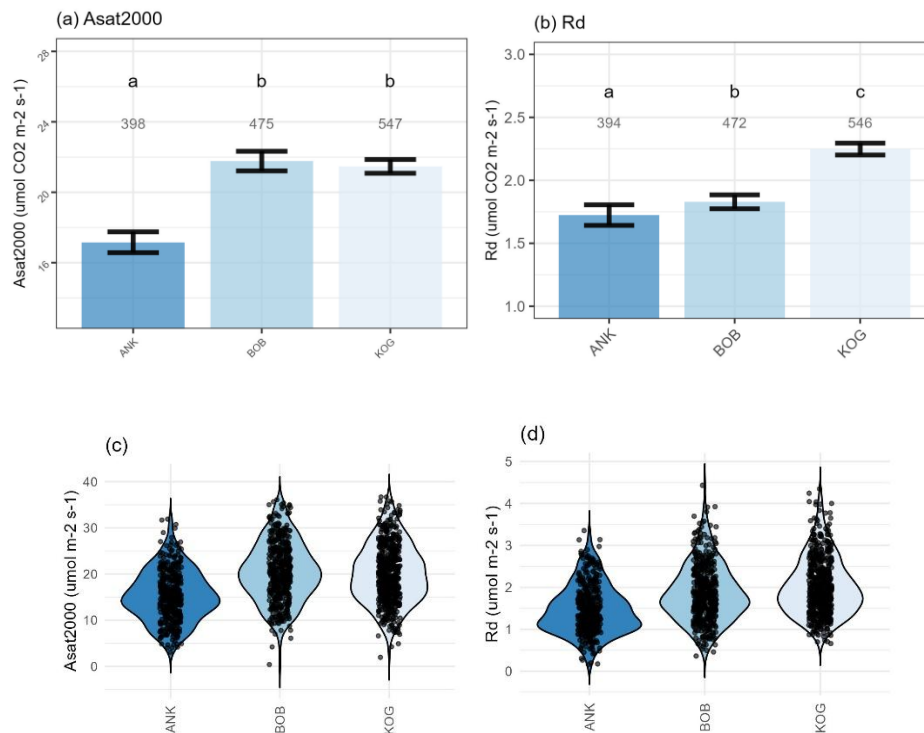 (a) Asat2000
Asat2000 (umol CO2 m-2 s-1)
28
24
20
16
a b b
398 475 547
ANK BOB KOG
(b) Rd
Rd (umol CO2 m-2 s-1)
3.0
2.5
2.0
1.5
1.0
a b c
394 472 546
ANK BOB KOG
(c)
Asat2000 (umol m-2 s-1)
40
30
20
10
0
ANK BOB KOG
(d)
Rd (umol m-2 s-1)
5
4
3
2
1
0
ANK BOB KOG